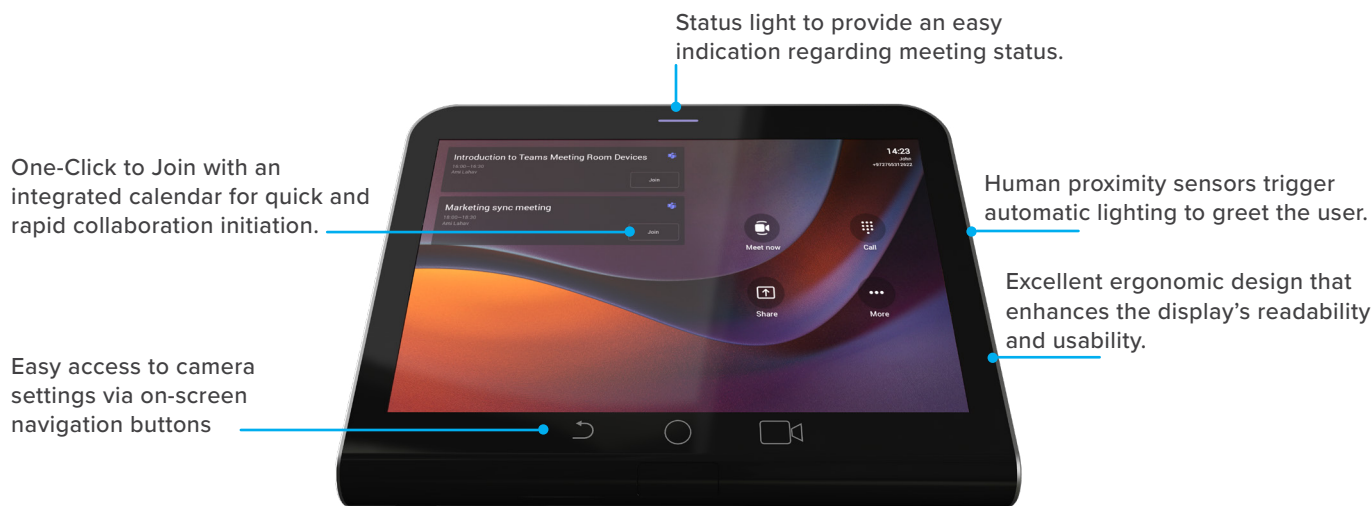 Status light to provide an easy
indication regarding meeting status.
One-Click to Join with an
integrated calendar for quick and
rapid collaboration initiation.
Easy access to camera
settings via on-screen
navigation buttons
Introduction to Teams Meeting Room Devices
Join
Marketing sync meeting
Join
14:23
John
Meet now
Call
Share
More
Human proximity sensors trigger
automatic lighting to greet the user.
Excellent ergonomic design that
enhances the display’s readability
and usability.